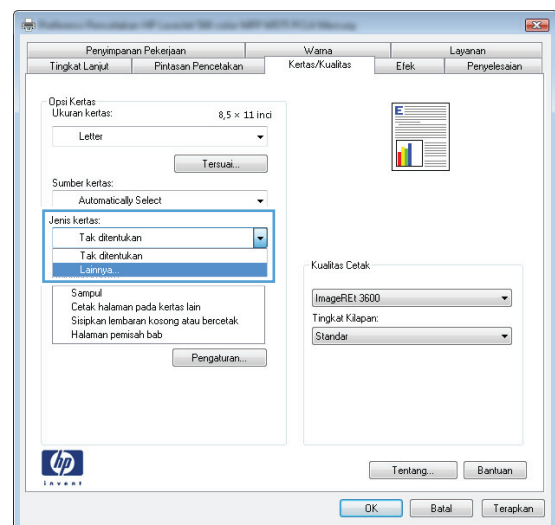 Penyimpanan Pekerjaan Warna Layanan
Tingkat Lanjut Pintasan Pencetakan Kertas/Kualitas Efek Penyelesaian
Opsi Kertas
Ukuran kertas: 8,5 × 11 inci
Letter
Tersuai...
Sumber kertas:
Automatically Select
Jenis kertas:
Tak ditentukan
Tak ditentukan
Lainnya...
Sampul
Cetak halaman pada kertas lain
Sisipkan lembaran kosong atau bercetak
Halaman pemisah bab
Pengaturan...
E
Kualitas Cetak
ImageREt 3600
Tingkat Kilapan:
Standar
hp
invent
Tentang... Bantuan
OK Batal Terapkan